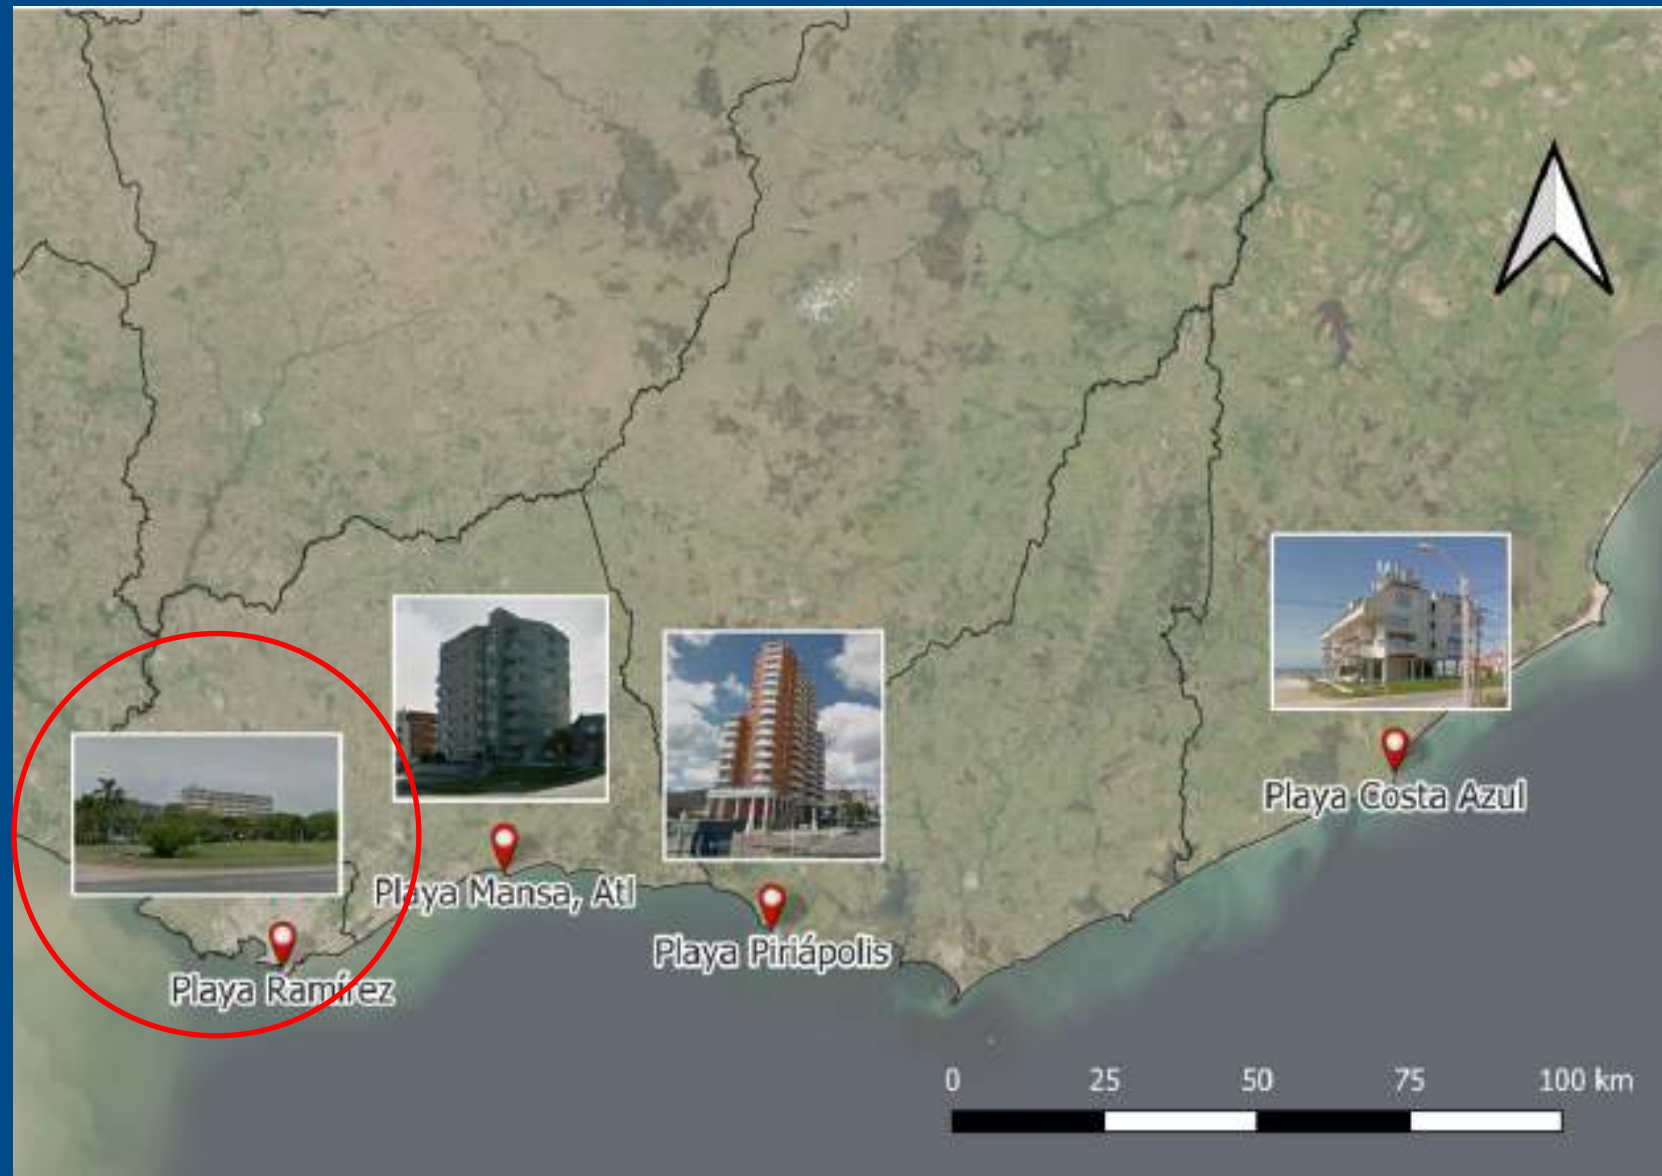 Playa Costa Azul
Playa Mansa, Atl
Playa Piriápolis
Playa Ramírez
0 25 50 75 100 km